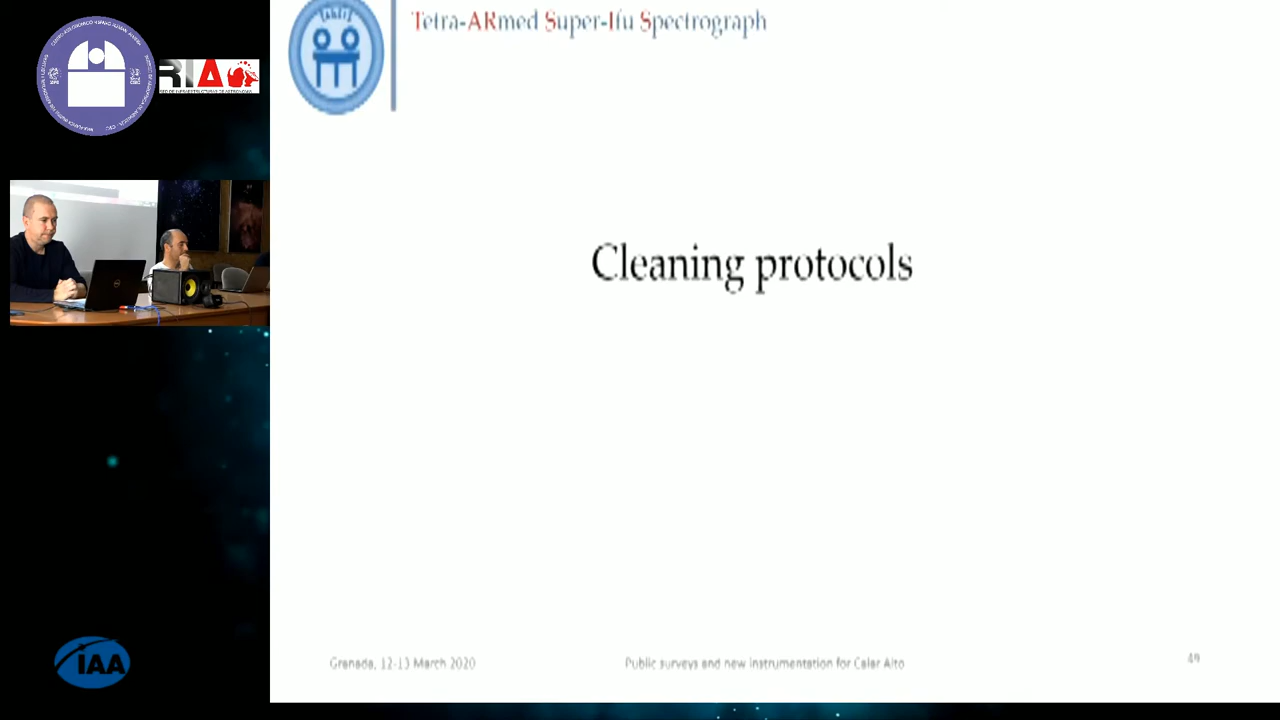 Tetra-ARmed Super-Ifu Spectrograph
RIA
Cleaning protocols
IAA
Granada, 12-13 March 2020
Public surveys and new instrumentation for Calar Alto
49